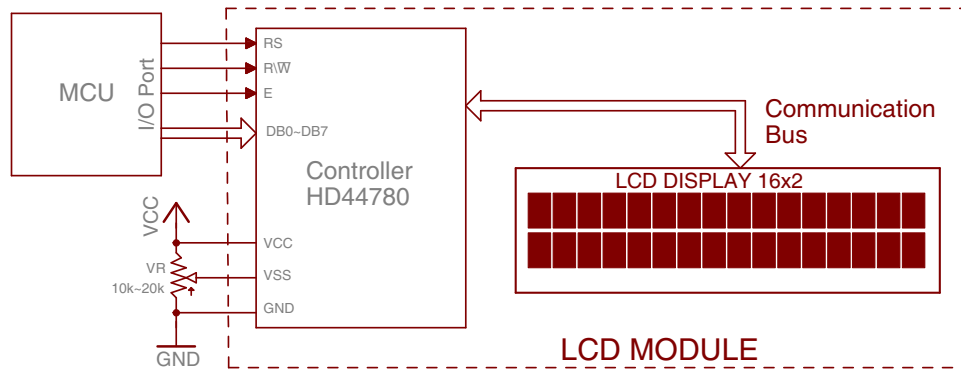 MCU
I/O Port
RS
R\W̅
E
DB0~DB7
Controller
HD44780
Communication
Bus
LCD DISPLAY 16x2
VCC
VCC
VR
10k~20k
VSS
GND
GND
LCD MODULE